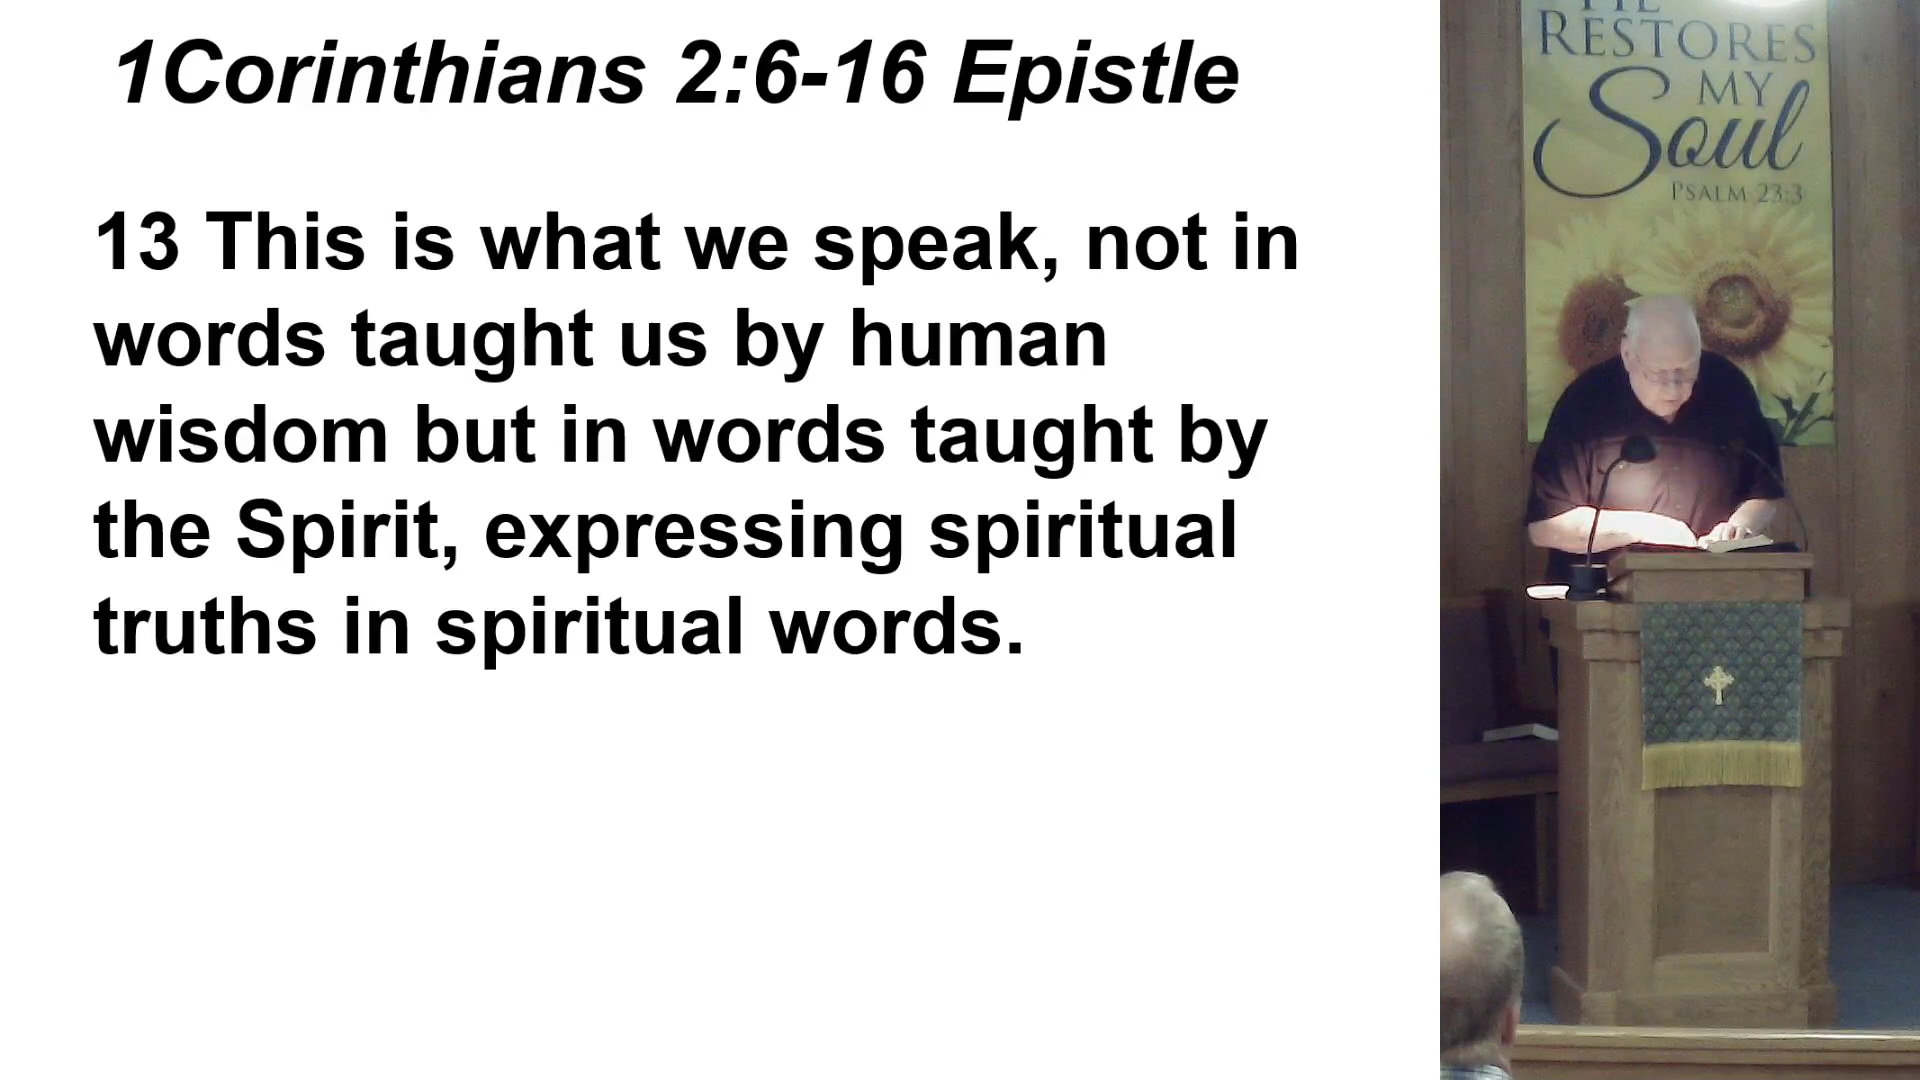 1Corinthians 2:6-16 Epistle
13 This is what we speak, not in
words taught us by human
wisdom but in words taught by
the Spirit, expressing spiritual
truths in spiritual words.
RESTORES
MY
Soul
PSALM 23:3